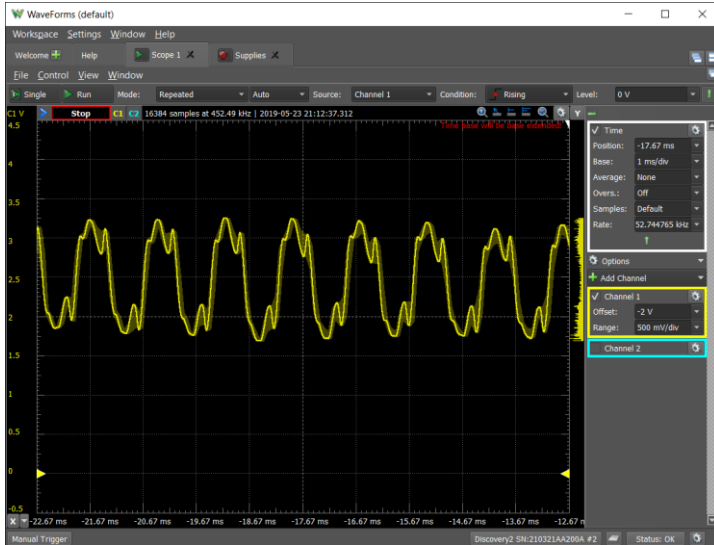 WaveForms (default)
Workspace Settings Window Help
Welcome Help Scope 1 Supplies
File Control View Window
Single Run Mode: Repeated Auto Source: Channel 1 Condition: Rising Level: 0 V
C1 V Stop C1 C2 16384 samples at 452.49 kHz | 2019-05-23 21:12:37.312 Y
Time base will be base extended!
4.5
4
3.5
3
2.5
2
1.5
1
0.5
0
-0.5
X -22.67 ms -21.67 ms -20.67 ms -19.67 ms -18.67 ms -17.67 ms -16.67 ms -15.67 ms -14.67 ms -13.67 ms -12.67 n
Time
Position: -17.67 ms
Base: 1 ms/div
Average: None
Overs.: Off
Samples: Default
Rate: 52.744765 kHz
Options
Add Channel
Channel 1
Offset: -2 V
Range: 500 mV/div
Channel 2
Manual Trigger Discovery2 SN:210321AA200A #2 Status: OK